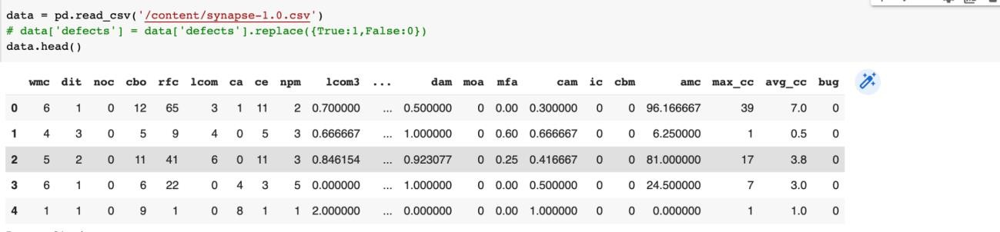 data = pd.read_csv('/content/synapse-1.0.csv')
# data['defects'] = data['defects'].replace({True:1,False:0})
data.head()
wmc dit noc cbo rfc lcom ca ce npm lcom3 ... dam moa mfa cam ic cbm amc max_cc avg_cc bug
0 6 1 0 12 65 3 1 11 2 0.700000 ... 0.500000 0 0.00 0.300000 0 0 96.166667 39 7.0 0
1 4 3 0 5 9 4 0 5 3 0.666667 ... 1.000000 0 0.60 0.666667 0 0 6.250000 1 0.5 0
2 5 2 0 11 41 6 0 11 3 0.846154 ... 0.923077 0 0.25 0.416667 0 0 81.000000 17 3.8 0
3 6 1 0 6 22 0 4 3 5 0.000000 ... 1.000000 0 0.00 0.500000 0 0 24.500000 7 3.0 0
4 1 1 0 9 1 0 8 1 1 2.000000 ... 0.000000 0 0.00 1.000000 0 0 0.000000 1 1.0 0